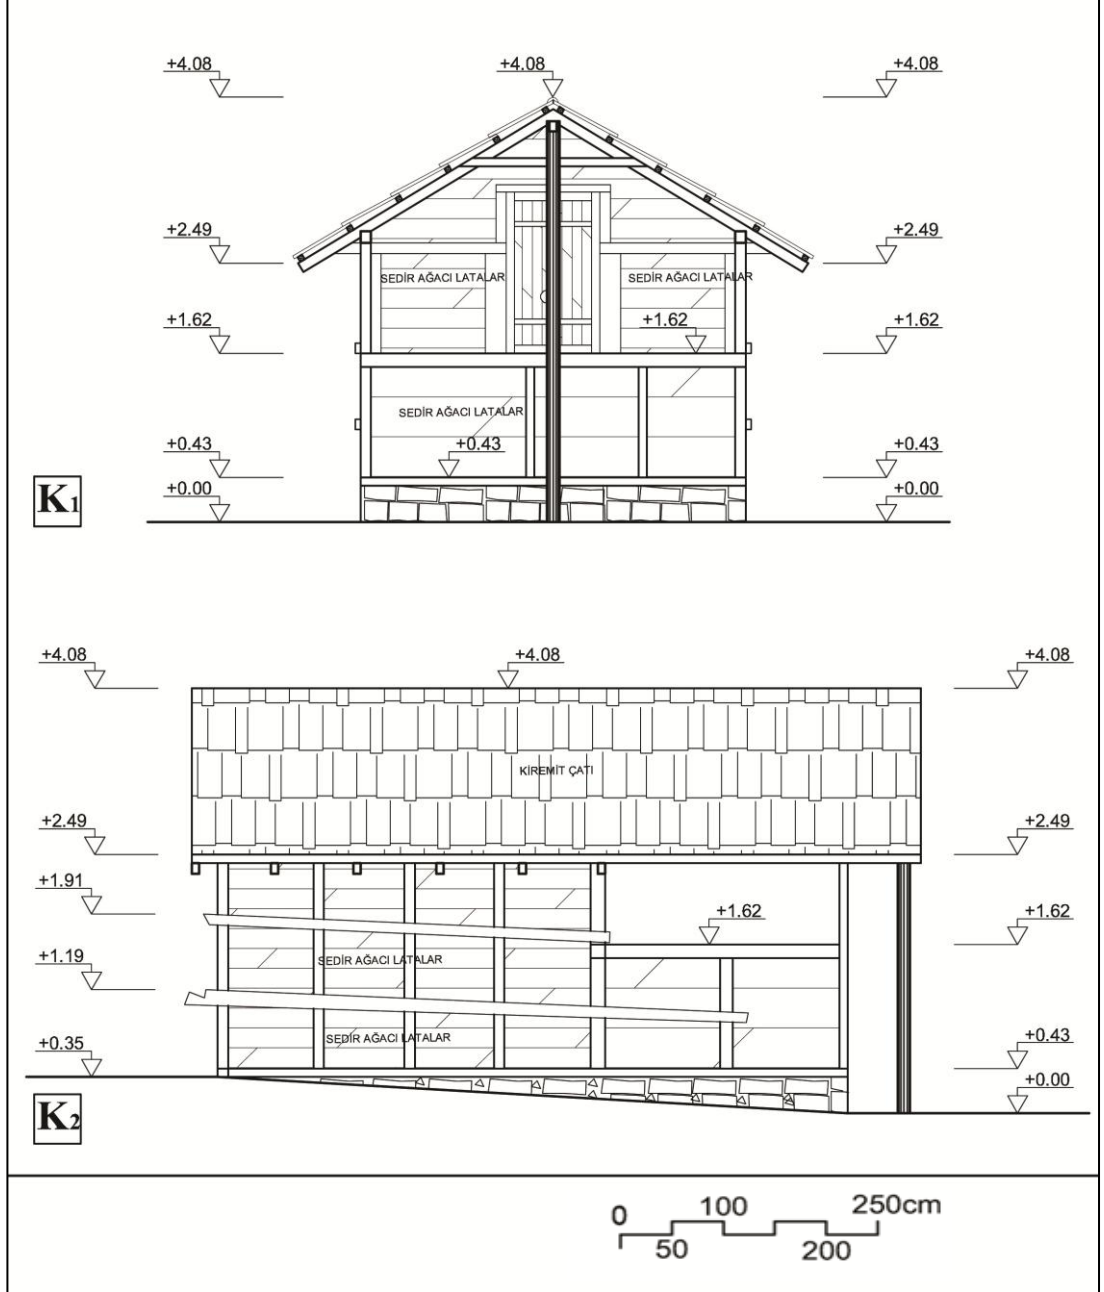 +4.08 +4.08 +4.08
+2.49 +2.49
SEDİR AĞACI LATALAR SEDİR AĞACI LATALAR
+1.62 +1.62 +1.62
SEDİR AĞACI LATALAR
+0.43 +0.43 +0.43
+0.00 +0.00
K1
+4.08 +4.08 +4.08
KİREMİT ÇATI
+2.49 +2.49
+1.91 +1.62 +1.62
SEDİR AĞACI LATALAR
+1.19
SEDİR AĞACI LATALAR
+0.35 +0.43
+0.00
K2
0 100 250cm
50 200